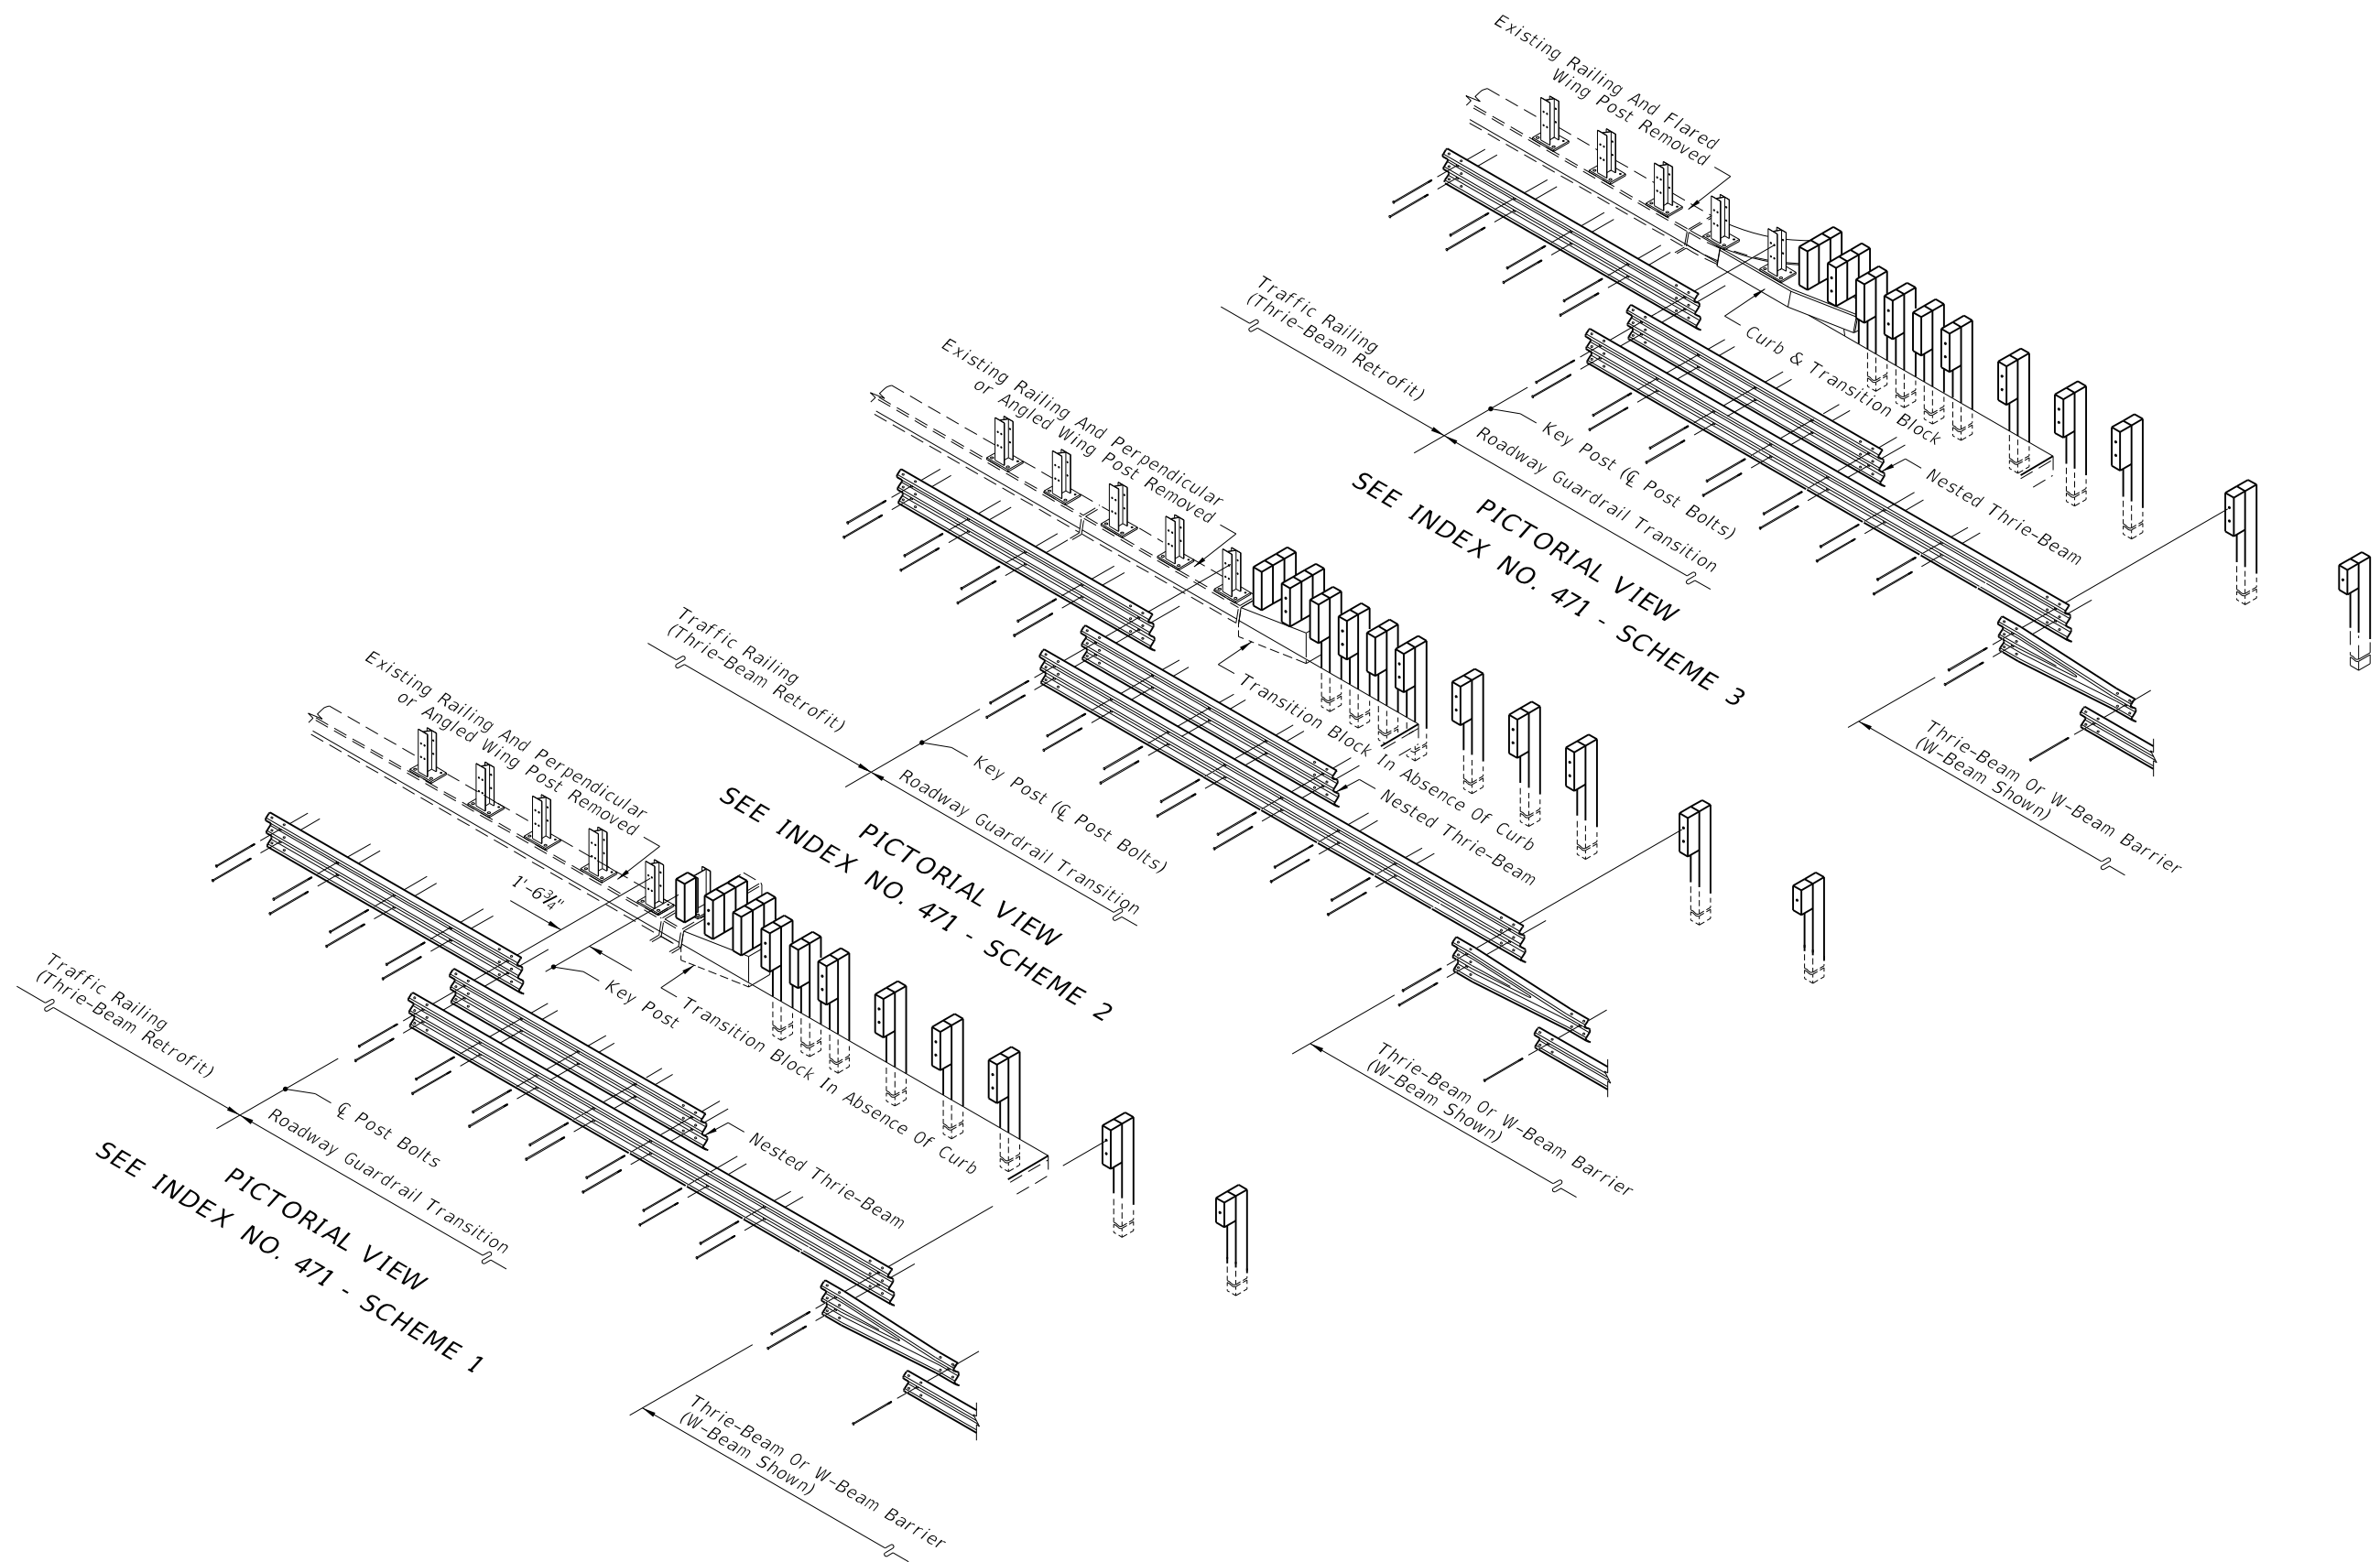 Existing Railing And Flared
Wing Post Removed
Traffic Railing
(Thrie-Beam Retrofit)
Curb & Transition Block
Key Post (℄ Post Bolts)
Roadway Guardrail Transition
Nested Thrie-Beam
PICTORIAL VIEW
SEE INDEX NO. 471 - SCHEME 3
Thrie-Beam Or W-Beam Barrier
(W-Beam Shown)
Existing Railing And Perpendicular
or Angled Wing Post Removed
Traffic Railing
(Thrie-Beam Retrofit)
Transition Block In Absence Of Curb
Key Post (℄ Post Bolts)
Roadway Guardrail Transition
Nested Thrie-Beam
PICTORIAL VIEW
SEE INDEX NO. 471 - SCHEME 2
Thrie-Beam Or W-Beam Barrier
(W-Beam Shown)
Existing Railing And Perpendicular
or Angled Wing Post Removed
1'-6¾"
Traffic Railing
(Thrie-Beam Retrofit)
Key Post
Transition Block In Absence Of Curb
℄ Post Bolts
Roadway Guardrail Transition
Nested Thrie-Beam
PICTORIAL VIEW
SEE INDEX NO. 471 - SCHEME 1
Thrie-Beam Or W-Beam Barrier
(W-Beam Shown)